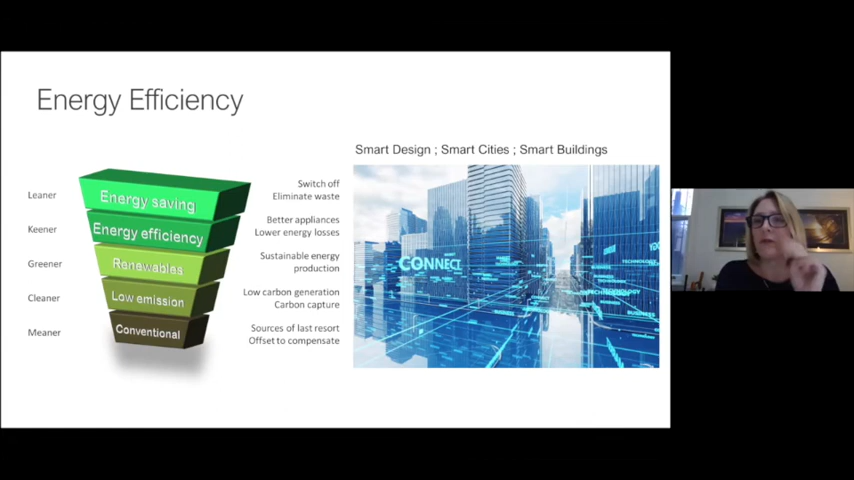 Energy Efficiency
Smart Design ; Smart Cities ; Smart Buildings
Leaner
Energy saving
Switch off
Eliminate waste
Keener
Energy efficiency
Better appliances
Lower energy losses
Greener
Renewables
Sustainable energy
production
Cleaner
Low emission
Low carbon generation
Carbon capture
Meaner
Conventional
Sources of last resort
Offset to compensate
CONNECT
TECHNOLOGY
BUSINESS